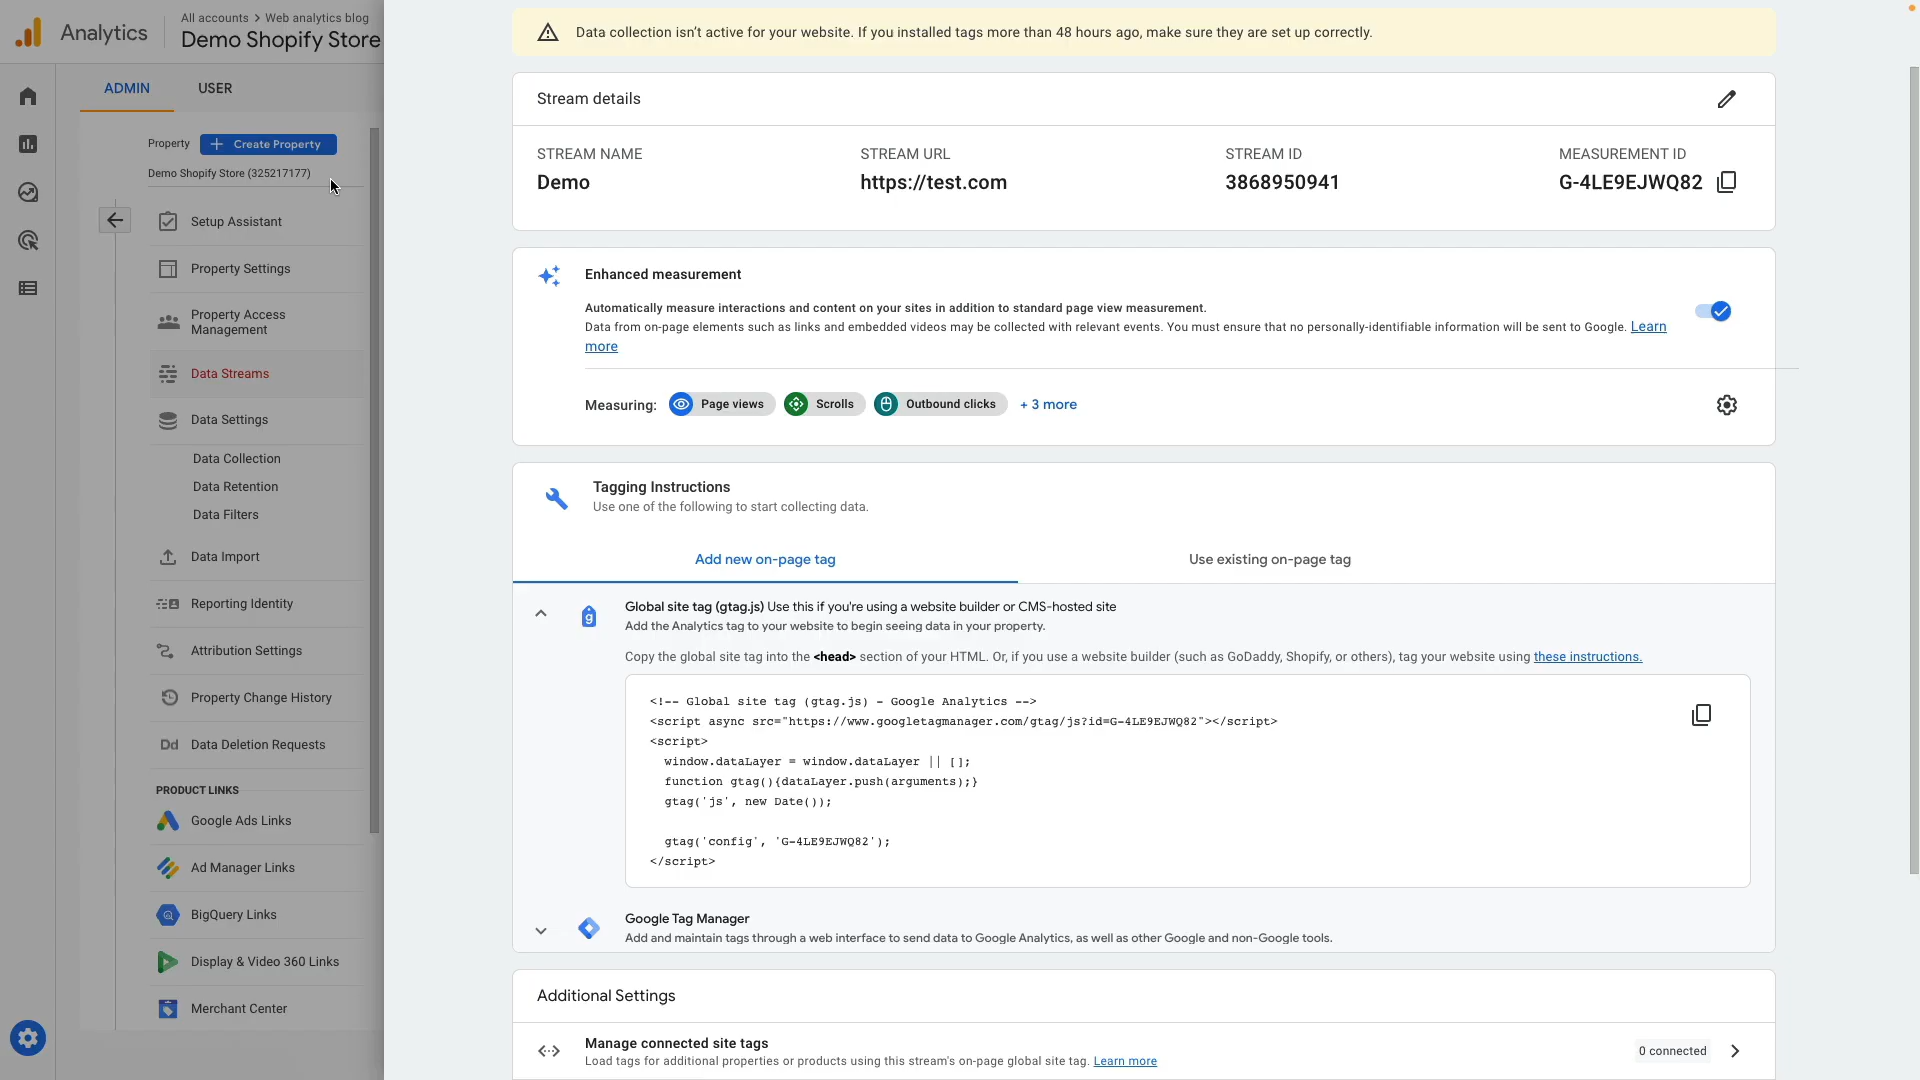 Analytics
All accounts > Web analytics blog
Demo Shopify Store
ADMIN
USER
Property
Create Property
Demo Shopify Store (325217177)
Setup Assistant
Property Settings
Property Access
Management
Data Streams
Data Settings
Data Collection
Data Retention
Data Filters
Data Import
Reporting Identity
Attribution Settings
Property Change History
Dd Data Deletion Requests
PRODUCT LINKS
Google Ads Links
Ad Manager Links
BigQuery Links
Display & Video 360 Links
Merchant Center
Data collection isn’t active for your website. If you installed tags more than 48 hours ago, make sure they are set up correctly.
Stream details
STREAM NAME
Demo
STREAM URL
https://test.com
STREAM ID
3868950941
MEASUREMENT ID
G-4LE9EJWQ82
Enhanced measurement
Automatically measure interactions and content on your sites in addition to standard page view measurement.
Data from on-page elements such as links and embedded videos may be collected with relevant events. You must ensure that no personally-identifiable information will be sent to Google. Learn
more
Measuring: Page views Scrolls Outbound clicks + 3 more
Tagging Instructions
Use one of the following to start collecting data.
Add new on-page tag
Use existing on-page tag
Global site tag (gtag.js) Use this if you're using a website builder or CMS-hosted site
Add the Analytics tag to your website to begin seeing data in your property.
Copy the global site tag into the <head> section of your HTML. Or, if you use a website builder (such as GoDaddy, Shopify, or others), tag your website using these instructions.
<!-- Global site tag (gtag.js) - Google Analytics -->
<script async src="https://www.googletagmanager.com/gtag/js?id=G-4LE9EJWQ82"></script>
<script>
window.dataLayer = window.dataLayer || [];
function gtag(){dataLayer.push(arguments);}
gtag('js', new Date());
gtag('config', 'G-4LE9EJWQ82');
</script>
Google Tag Manager
Add and maintain tags through a web interface to send data to Google Analytics, as well as other Google and non-Google tools.
Additional Settings
Manage connected site tags
Load tags for additional properties or products using this stream's on-page global site tag. Learn more
0 connected